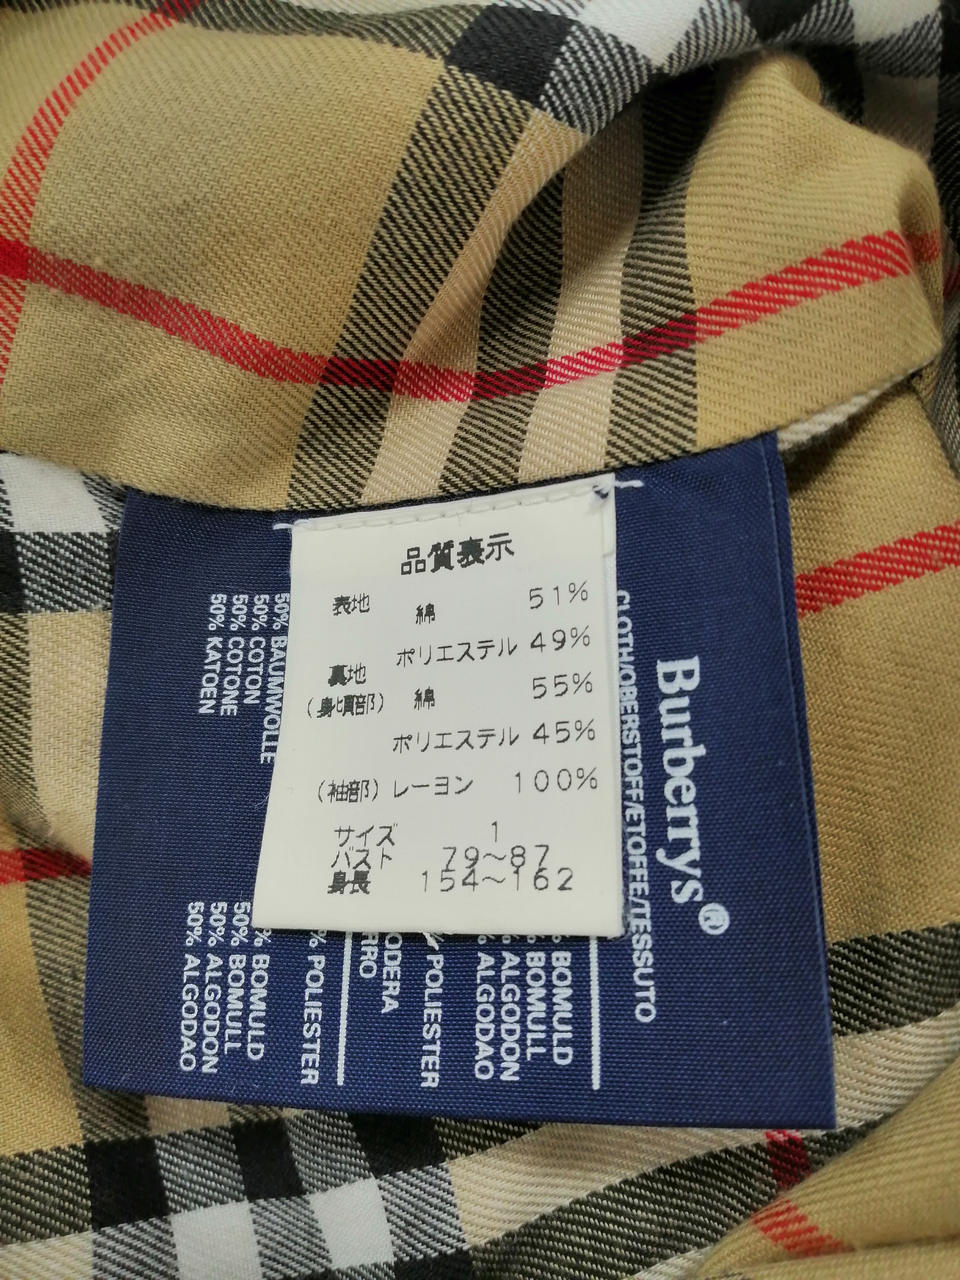 品質表示
表地 綿 51%
ポリエステル 49%
裏地
(身頃部) 綿 55%
ポリエステル 45%
(袖部) レーヨン 100%
サイズ 1
バスト 79〜87
身長 154〜162
Burberrys®
CLOTH/OBERSTOFF/ETOFFE/TESSUTO
BOMULD
BOMULL
ALGODON
ALGODAO
POLIESTER
% POLIESTER
50% BAUMWOLLE
50% COTON
50% COTONE
50% KATOEN
% BOMULD
50% BOMULL
50% ALGODON
50% ALGODAO